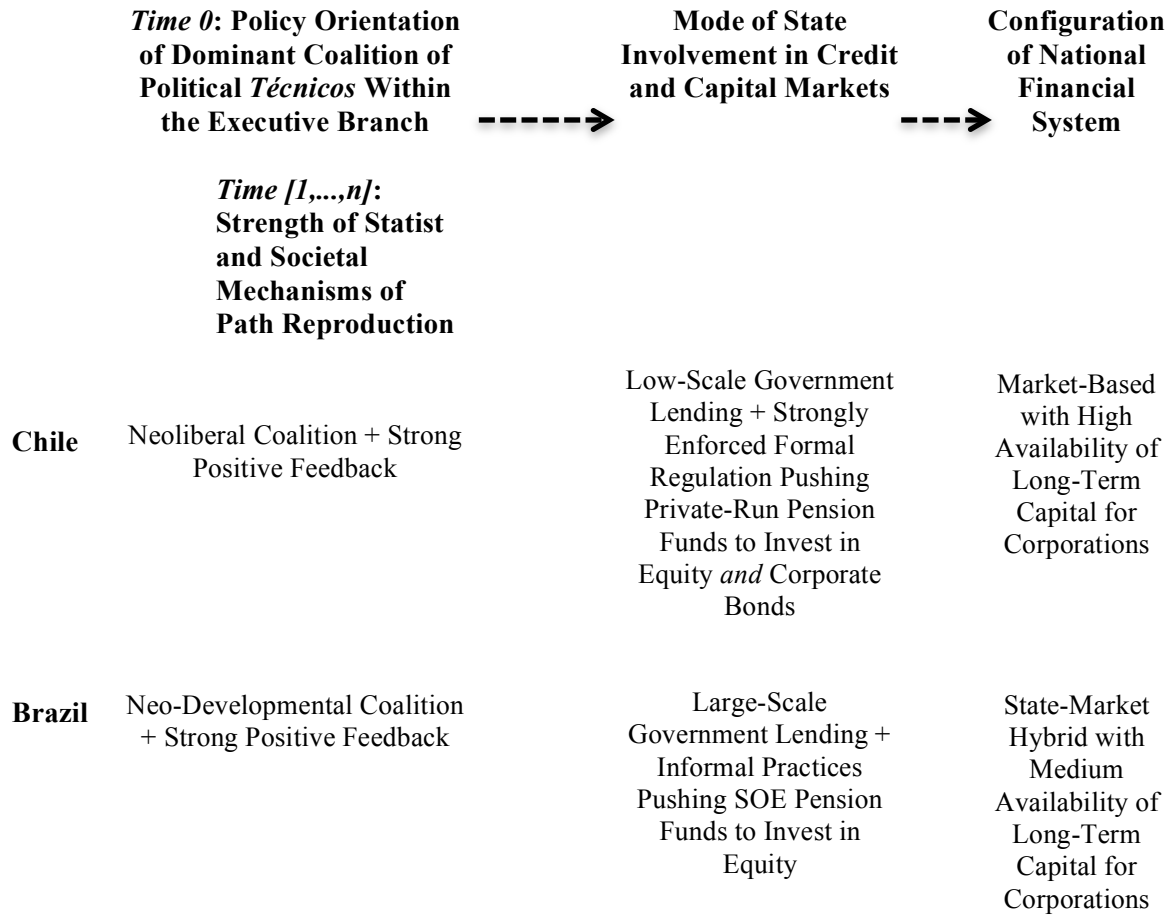 Time 0: Policy Orientation
of Dominant Coalition of
Political Técnicos Within
the Executive Branch
Mode of State
Involvement in Credit
and Capital Markets
Configuration
of National
Financial
System
Time [1,...,n]:
Strength of Statist
and Societal
Mechanisms of
Path Reproduction
Chile
Neoliberal Coalition + Strong
Positive Feedback
Low-Scale Government
Lending + Strongly
Enforced Formal
Regulation Pushing
Private-Run Pension
Funds to Invest in
Equity and Corporate
Bonds
Market-Based
with High
Availability of
Long-Term
Capital for
Corporations
Brazil
Neo-Developmental Coalition
+ Strong Positive Feedback
Large-Scale
Government Lending +
Informal Practices
Pushing SOE Pension
Funds to Invest in
Equity
State-Market
Hybrid with
Medium
Availability of
Long-Term
Capital for
Corporations